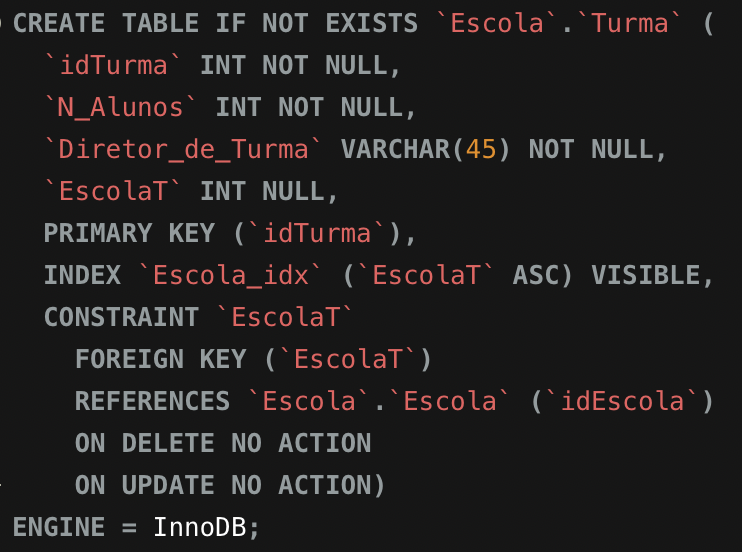 CREATE TABLE IF NOT EXISTS `Escola`.`Turma` (
  `idTurma` INT NOT NULL,
  `N_Alunos` INT NOT NULL,
  `Diretor_de_Turma` VARCHAR(45) NOT NULL,
  `EscolaT` INT NULL,
  PRIMARY KEY (`idTurma`),
  INDEX `Escola_idx` (`EscolaT` ASC) VISIBLE,
  CONSTRAINT `EscolaT`
    FOREIGN KEY (`EscolaT`)
    REFERENCES `Escola`.`Escola` (`idEscola`)
    ON DELETE NO ACTION
    ON UPDATE NO ACTION)
ENGINE = InnoDB;